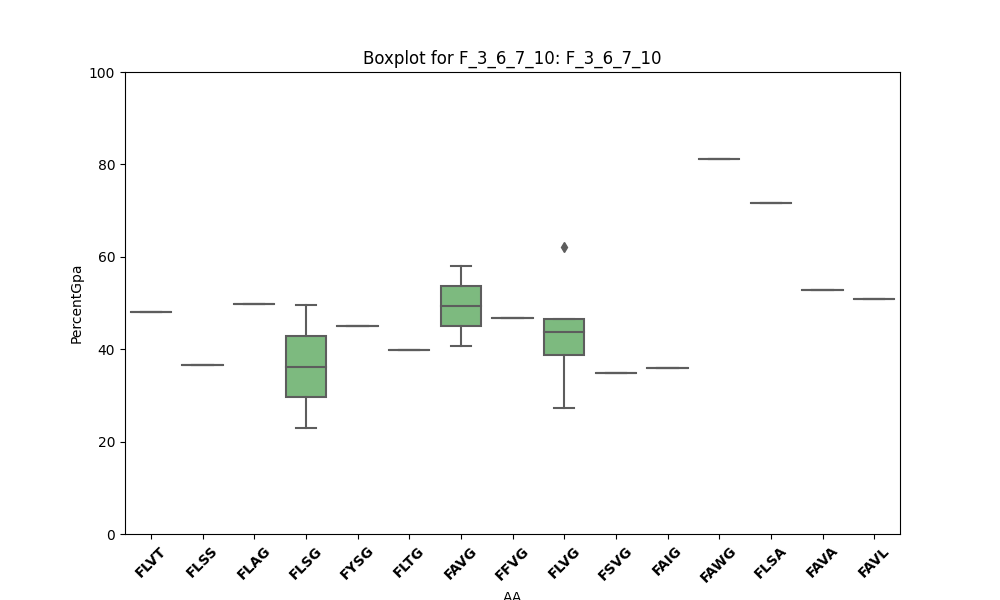 Boxplot for F_3_6_7_10: F_3_6_7_10
100
80
60
40
20
0
PercentGpa
FLVT
FLSS
FLAG
FLSG
FYSG
FLTG
FAVG
FFVG
FLVG
FSVG
FAIG
FAWG
FLSA
FAVA
FAVL
AA